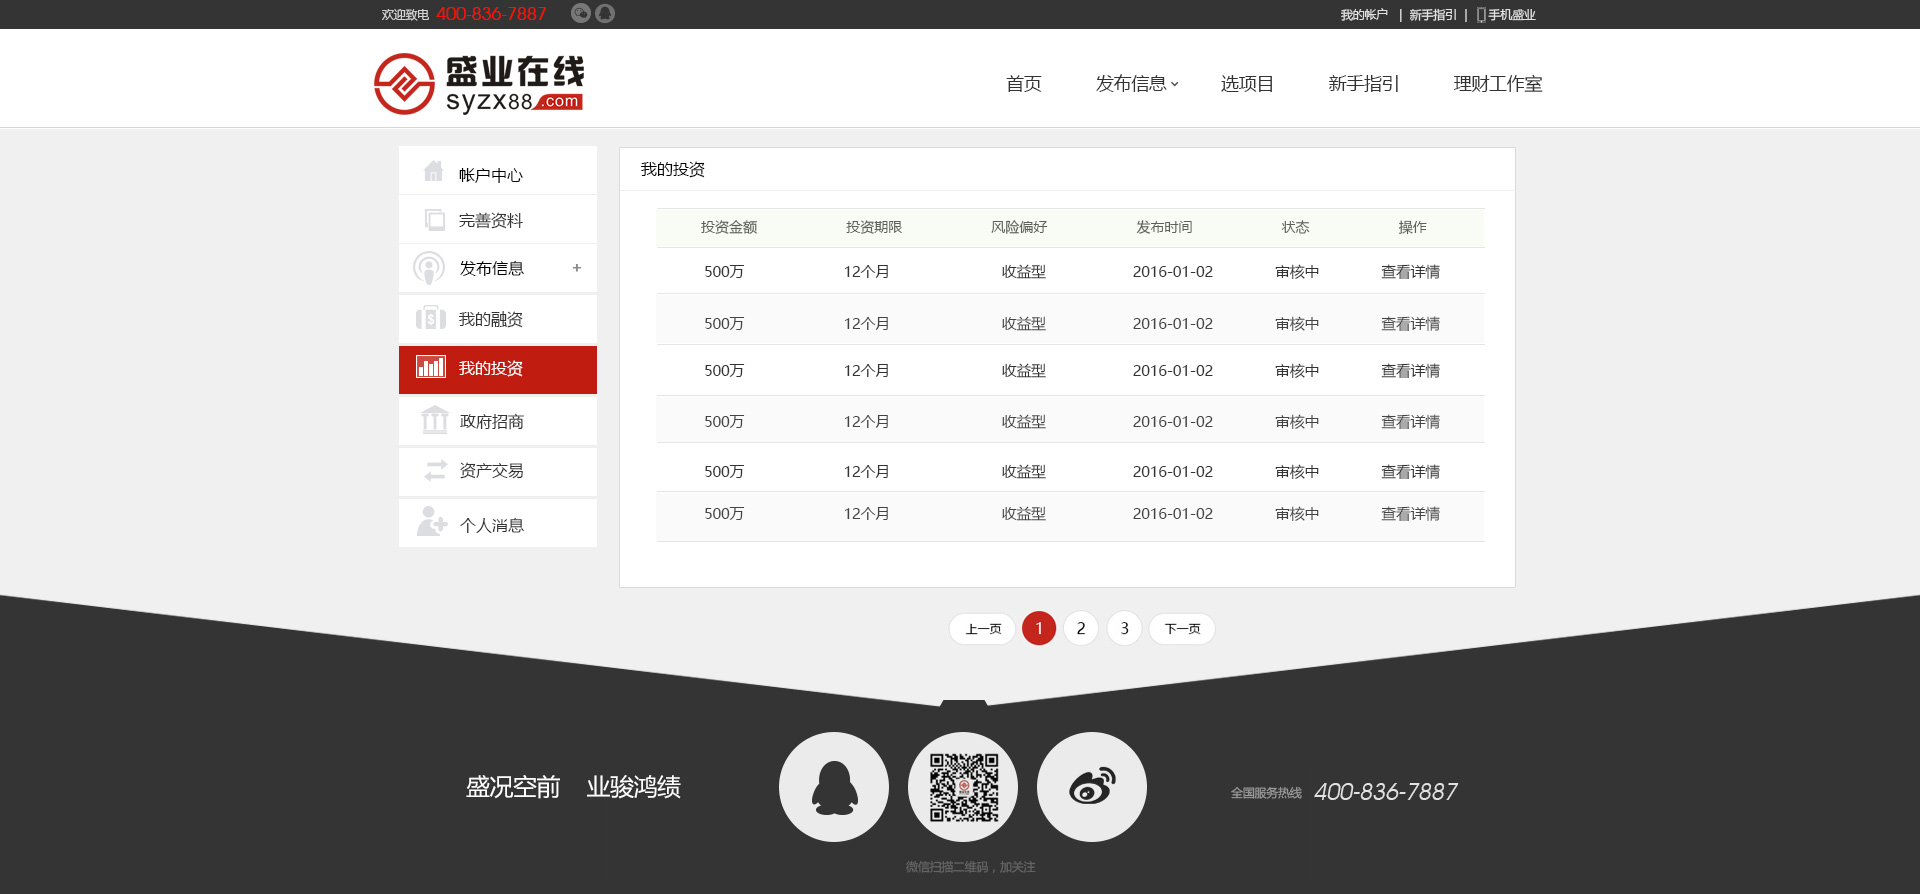 欢迎致电 400-836-7887
我的帐户 | 新手指引 | 手机盛业
盛业在线
syzx88.com
首页 发布信息 选项目 新手指引 理财工作室
帐户中心
完善资料
发布信息 +
我的融资
我的投资
政府招商
资产交易
个人消息
我的投资
投资金额 投资期限 风险偏好 发布时间 状态 操作
500万 12个月 收益型 2016-01-02 审核中 查看详情
500万 12个月 收益型 2016-01-02 审核中 查看详情
500万 12个月 收益型 2016-01-02 审核中 查看详情
500万 12个月 收益型 2016-01-02 审核中 查看详情
500万 12个月 收益型 2016-01-02 审核中 查看详情
500万 12个月 收益型 2016-01-02 审核中 查看详情
上一页 1 2 3 下一页
盛况空前 业骏鸿绩
全国服务热线 400-836-7887
微信扫描二维码，加关注